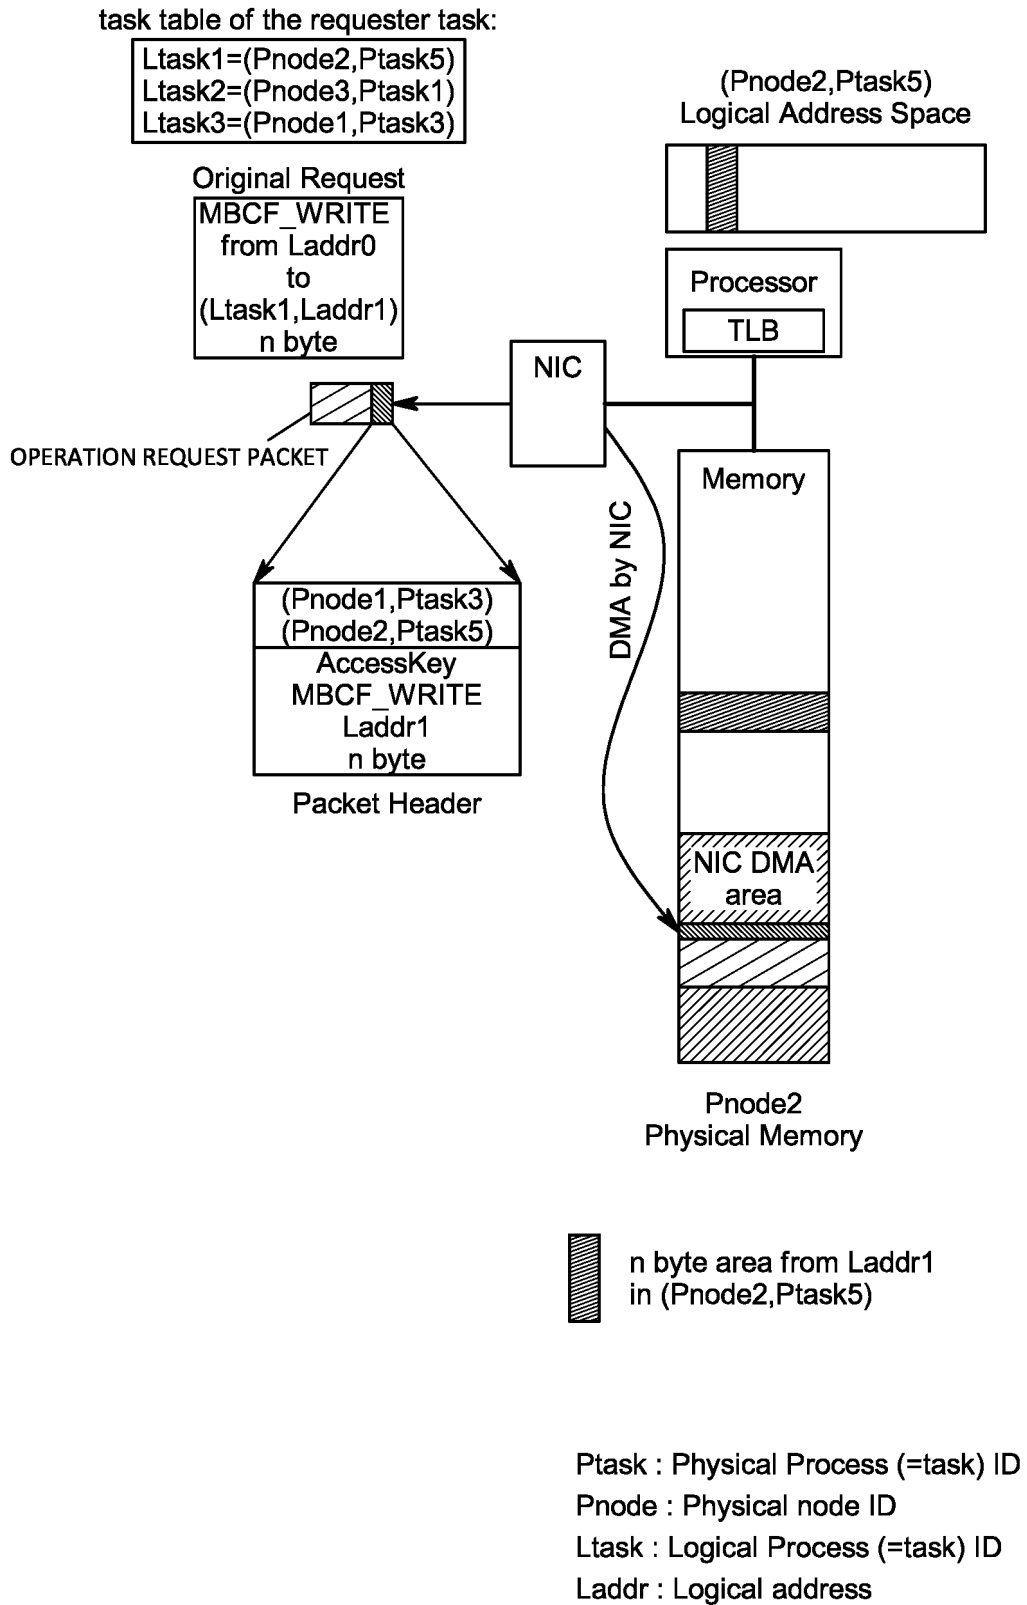 task table of the requester task:
Ltask1=(Pnode2,Ptask5)
Ltask2=(Pnode3,Ptask1)
Ltask3=(Pnode1,Ptask3)
(Pnode2,Ptask5)
Logical Address Space
Original Request
MBCF_WRITE
from Laddr0
to
(Ltask1,Laddr1)
n byte
Processor
TLB
NIC
OPERATION REQUEST PACKET
Memory
DMA by NIC
(Pnode1,Ptask3)
(Pnode2,Ptask5)
AccessKey
MBCF_WRITE
Laddr1
n byte
Packet Header
NIC DMA
area
Pnode2
Physical Memory
n byte area from Laddr1
in (Pnode2,Ptask5)
Ptask : Physical Process (=task) ID
Pnode : Physical node ID
Ltask : Logical Process (=task) ID
Laddr : Logical address